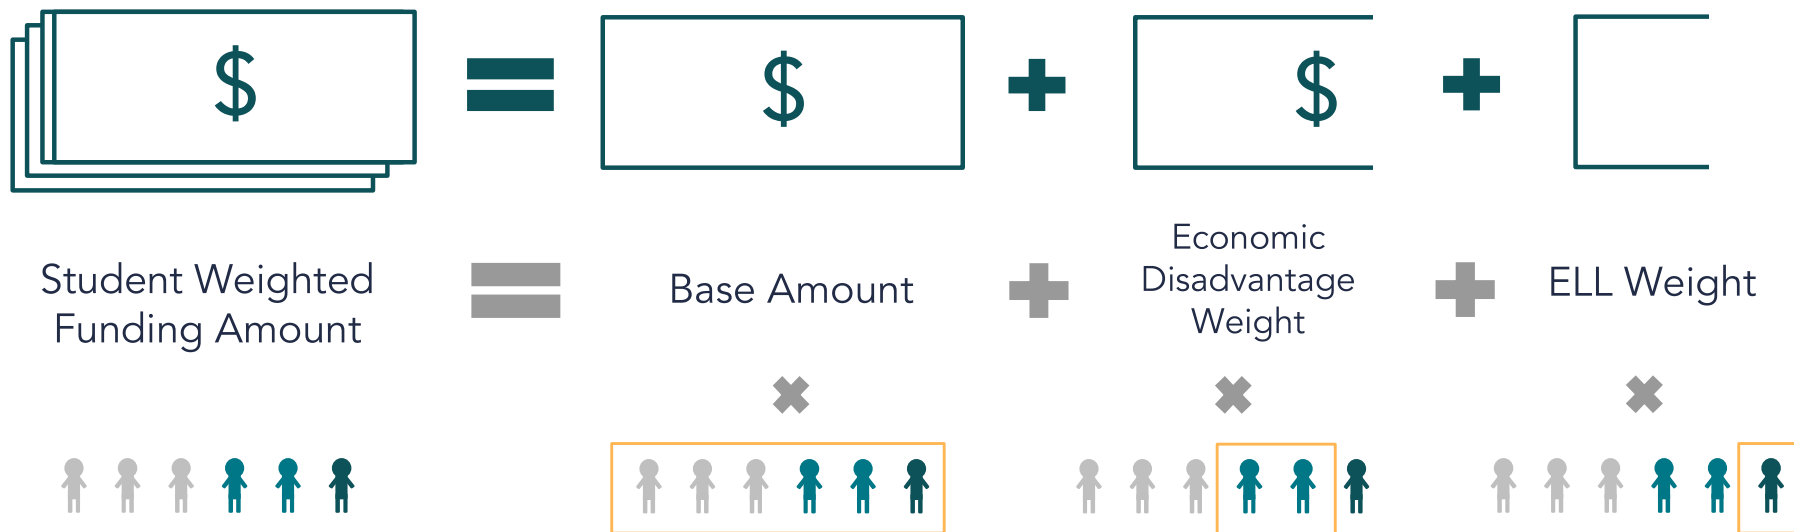 $ = $ + $ +
Student Weighted
Funding Amount
=
Base Amount
+
Economic
Disadvantage
Weight
+
ELL Weight
× × ×